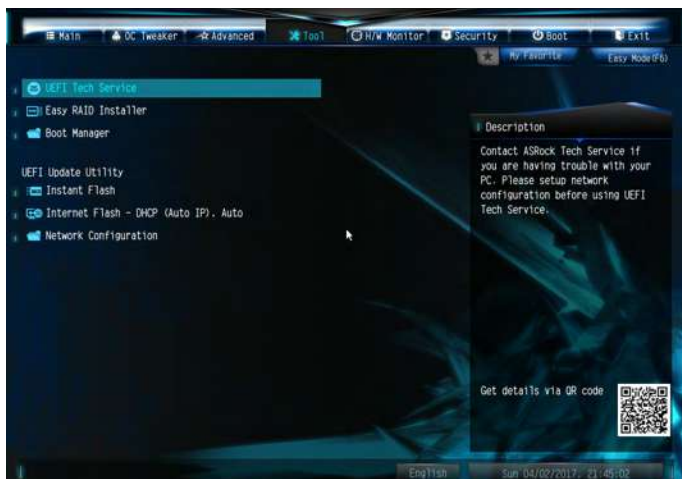 Main OC Tweaker Advanced Tool H/W Monitor Security Boot Exit
My Favorite Easy Mode(F6)
UEFI Tech Service
Easy RAID Installer
Boot Manager
UEFI Update Utility
Instant Flash
Internet Flash - DHCP (Auto IP), Auto
Network Configuration
Description
Contact ASRock Tech Service if
you are having trouble with your
PC. Please setup network
configuration before using UEFI
Tech Service.
Get details via QR code
English Sun 04/02/2017, 21:45:02